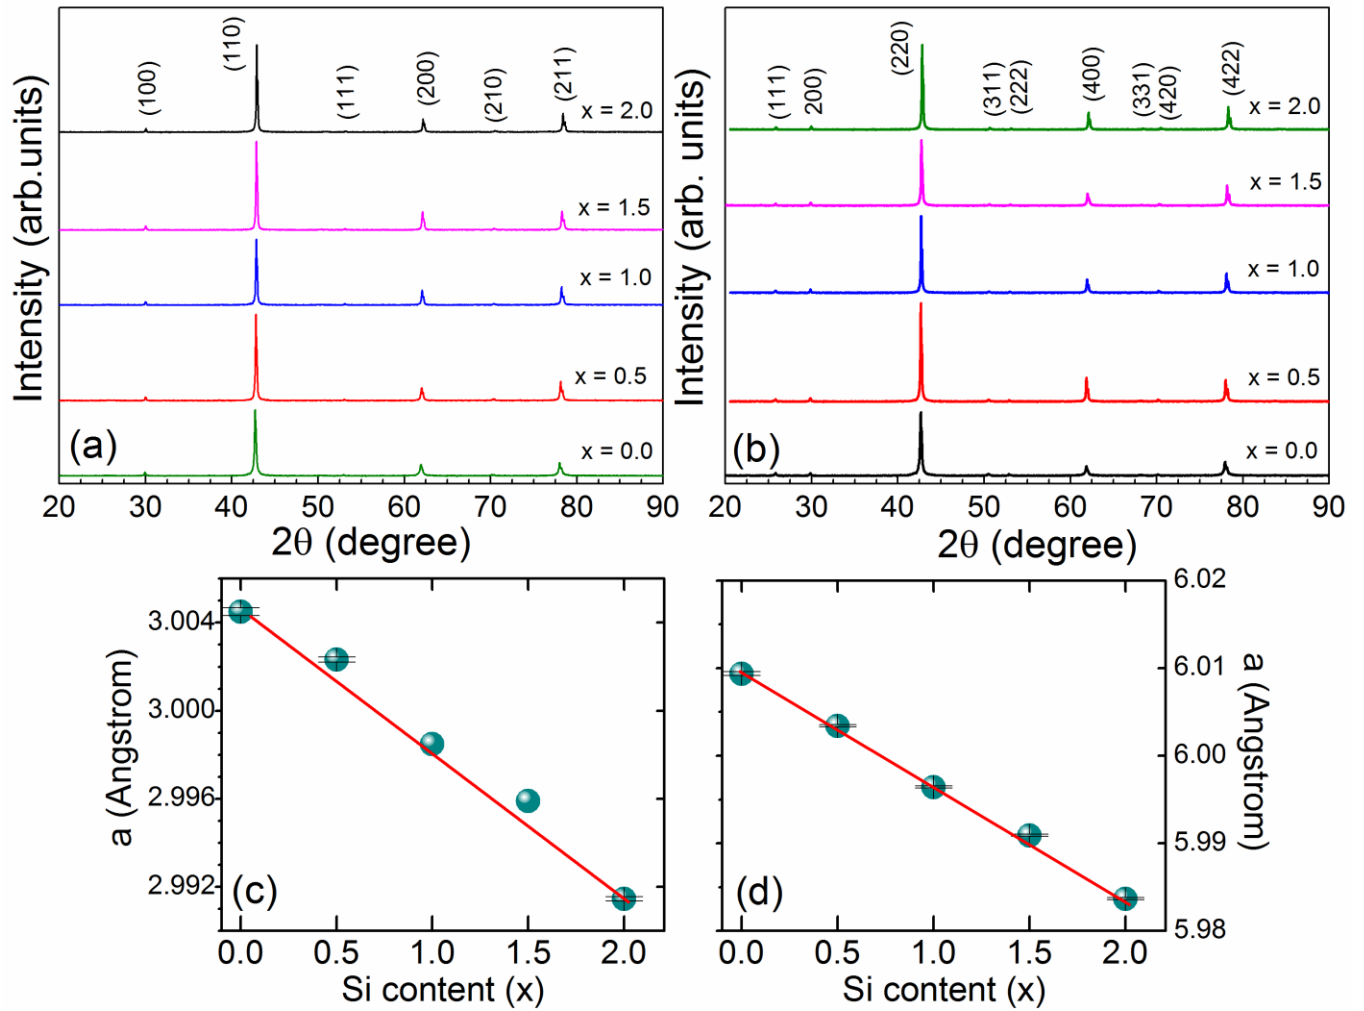 Intensity (arb.units)
(100)
(110)
(111)
(200)
(210)
(211)
x = 2.0
x = 1.5
x = 1.0
x = 0.5
x = 0.0
(a)
20 30 40 50 60 70 80 90
2θ (degree)
Intensity (arb. units)
(111)
200)
(220)
(311)
(222)
(400)
(331)
(420)
(422)
x = 2.0
x = 1.5
x = 1.0
x = 0.5
x = 0.0
(b)
20 30 40 50 60 70 80 90
2θ (degree)
a (Angstrom)
3.004
3.000
2.996
2.992
(c)
0.0 0.5 1.0 1.5 2.0
Si content (x)
6.02
6.01
6.00
5.99
5.98
a (Angstrom)
(d)
0.0 0.5 1.0 1.5 2.0
Si content (x)